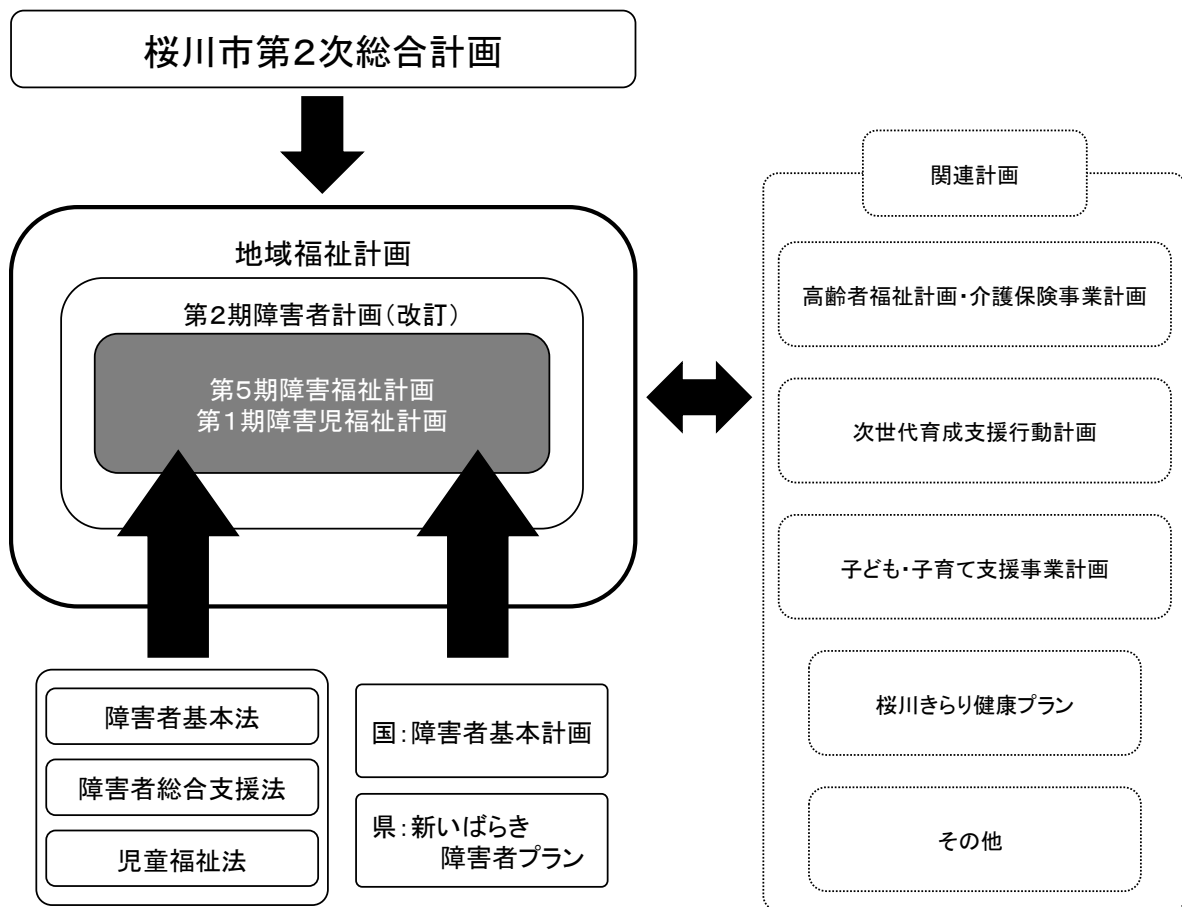 桜川市第２次総合計画
地域福祉計画
第２期障害者計画（改訂）
第５期障害福祉計画
第１期障害児福祉計画
障害者基本法
障害者総合支援法
児童福祉法
国：障害者基本計画
県：新いばらき
障害者プラン
関連計画
高齢者福祉計画・介護保険事業計画
次世代育成支援行動計画
子ども・子育て支援事業計画
桜川きらり健康プラン
その他